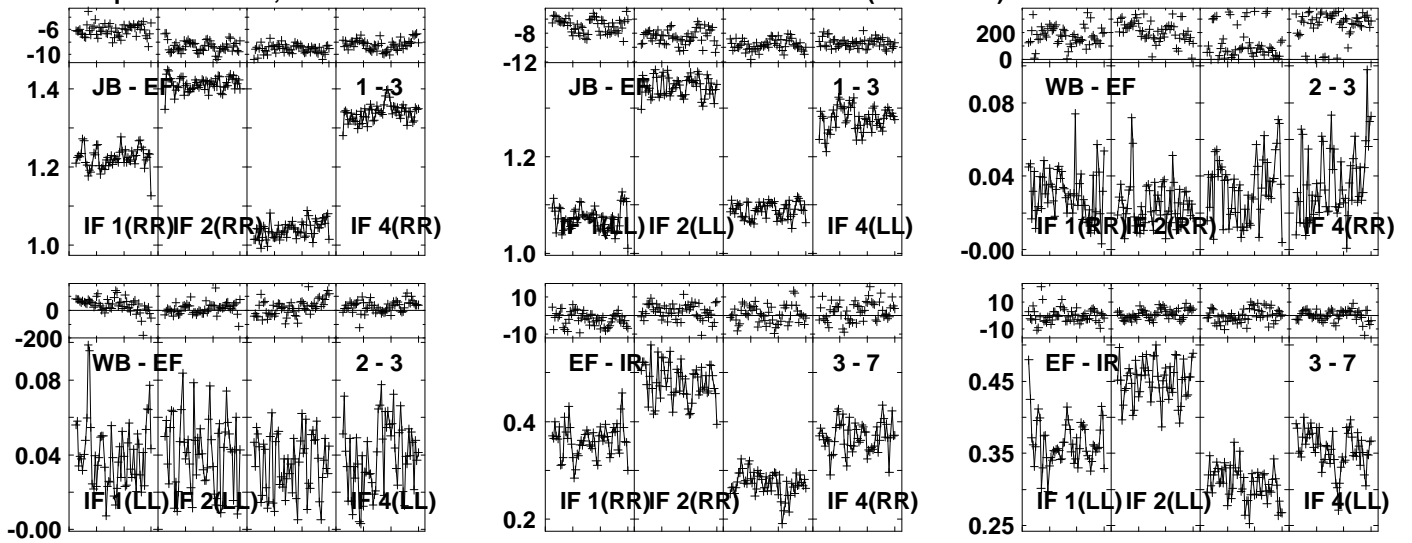 -6
-10
JB - EF 1 - 3
1.4
1.2
1.0
IF 1(RR) IF 2(RR) IF 4(RR)
-8
-12
JB - EF 1 - 3
1.2
1.0
IF 1(LL) IF 2(LL) IF 4(LL)
200
0
WB - EF 2 - 3
0.08
0.04
-0.00
IF 1(RR) IF 2(RR) IF 4(RR)
0
-200
WB - EF 2 - 3
0.08
0.04
-0.00
IF 1(LL) IF 2(LL) IF 4(LL)
10
-10
EF - IR 3 - 7
0.4
0.2
IF 1(RR) IF 2(RR) IF 4(RR)
10
-10
EF - IR 3 - 7
0.45
0.35
0.25
IF 1(LL) IF 2(LL) IF 4(LL)